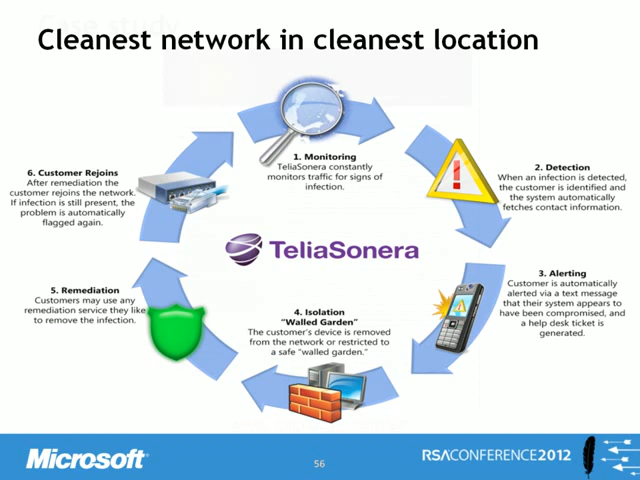 Case study
Cleanest network in cleanest location
1. Monitoring
TeliaSonera constantly
monitors traffic for signs of
infection.
2. Detection
When an infection is detected,
the customer is identified and
the system automatically
fetches contact information.
3. Alerting
Customer is automatically
alerted via a text message
that their system appears to
have been compromised, and
a help desk ticket is
generated.
4. Isolation
"Walled Garden"
The customer's device is removed
from the network or restricted to
a safe "walled garden."
5. Remediation
Customers may use any
remediation service they like
to remove the infection.
6. Customer Rejoins
After remediation the
customer rejoins the network.
If infection is still present, the
problem is automatically
flagged again.
TeliaSonera
Microsoft
56
RSACONFERENCE2012